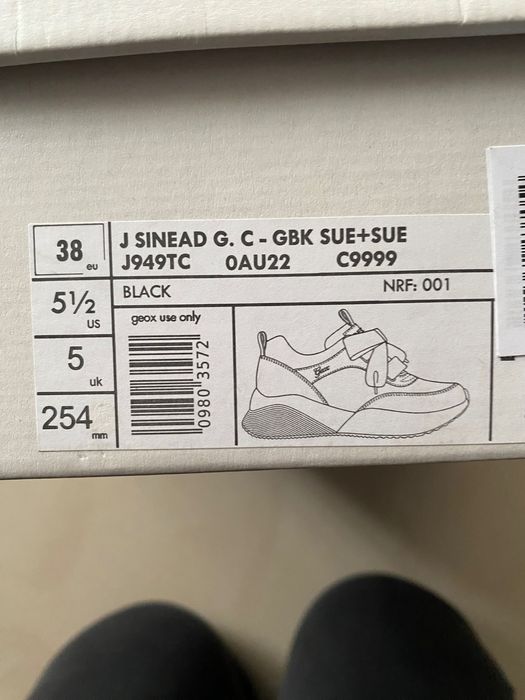 38 eu
5½ US
5 uk
254 mm
J SINEAD G. C - GBK SUE+SUE
J949TC 0AU22 C9999
BLACK NRF: 001
geox use only
0980 3572
Geox